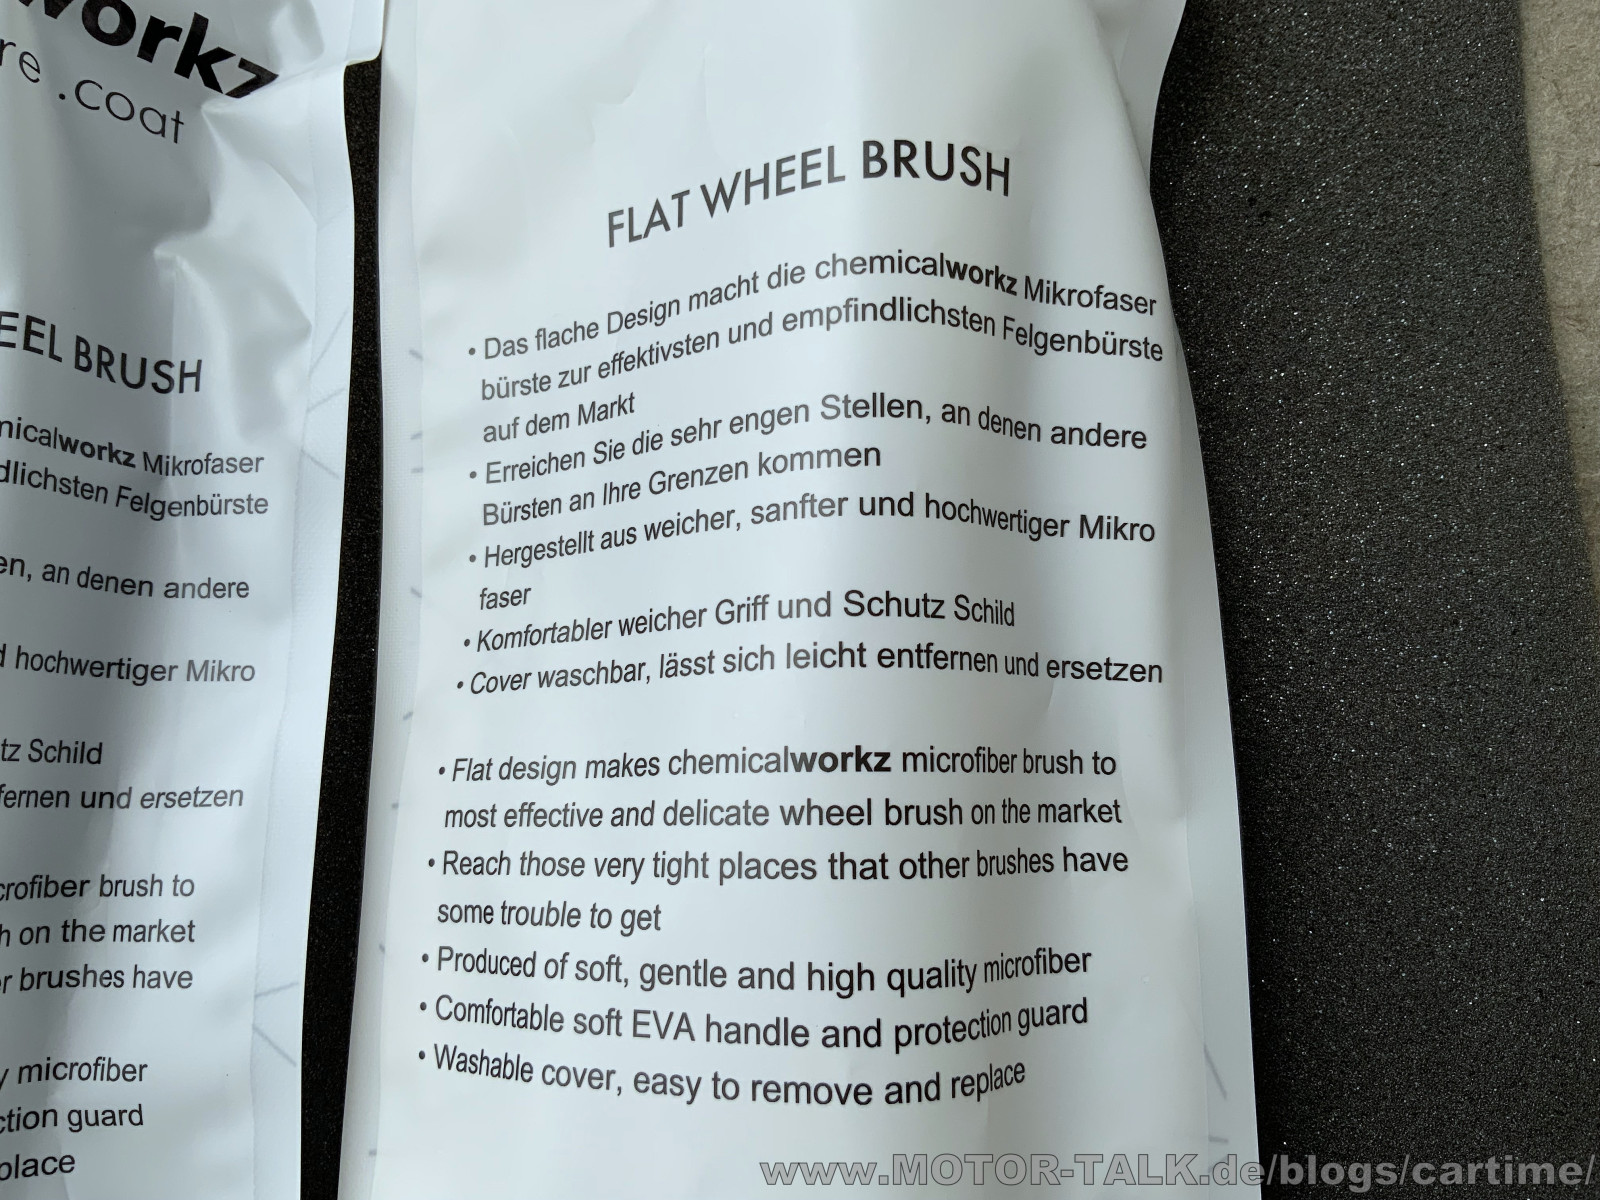 workz
re .coat
EEL BRUSH
nicalworkz Mikrofaser
dlichsten Felgenbürste
en, an denen andere
d hochwertiger Mikro
tz Schild
fernen und ersetzen
crofiber brush to
h on the market
r brushes have
y microfiber
ction guard
place
FLAT WHEEL BRUSH
• Das flache Design macht die chemicalworkz Mikrofaser
bürste zur effektivsten und empfindlichsten Felgenbürste
auf dem Markt
• Erreichen Sie die sehr engen Stellen, an denen andere
Bürsten an Ihre Grenzen kommen
• Hergestellt aus weicher, sanfter und hochwertiger Mikro
faser
• Komfortabler weicher Griff und Schutz Schild
• Cover waschbar, lässt sich leicht entfernen und ersetzen
• Flat design makes chemicalworkz microfiber brush to
most effective and delicate wheel brush on the market
• Reach those very tight places that other brushes have
some trouble to get
• Produced of soft, gentle and high quality microfiber
• Comfortable soft EVA handle and protection guard
• Washable cover, easy to remove and replace
www.MOTOR-TALK.de/blogs/cartime/